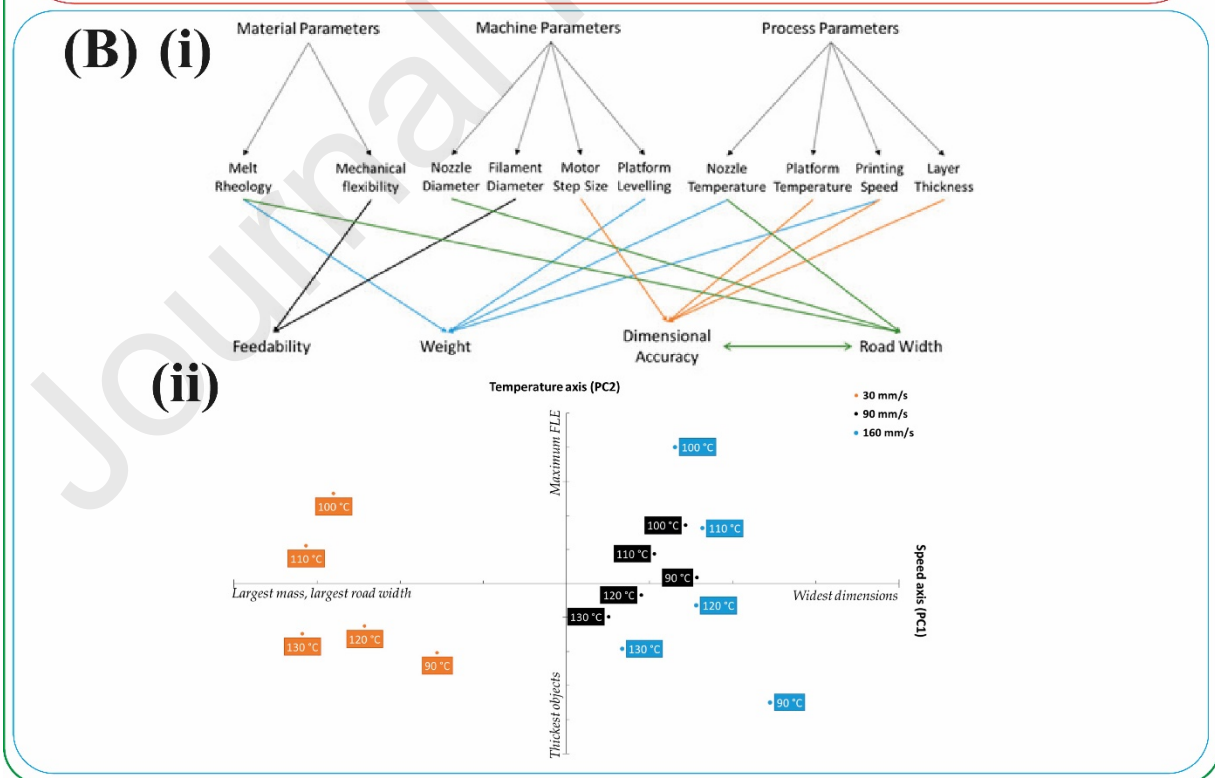 (B) (i)
Material Parameters
Machine Parameters
Process Parameters
Melt
Rheology
Mechanical
flexibility
Nozzle
Diameter
Filament
Diameter
Motor
Step Size
Platform
Levelling
Nozzle
Temperature
Platform
Temperature
Printing
Speed
Layer
Thickness
Feedability
Weight
Dimensional
Accuracy
Road Width
Journal
(ii)
Temperature axis (PC2)
30 mm/s
90 mm/s
160 mm/s
Maximum FLE
100 °C
100 °C
100 °C
110 °C
110 °C
110 °C
90 °C
Speed axis (PC1)
Largest mass, largest road width
Widest dimensions
120 °C
120 °C
130 °C
120 °C
130 °C
130 °C
90 °C
90 °C
Thickest objects